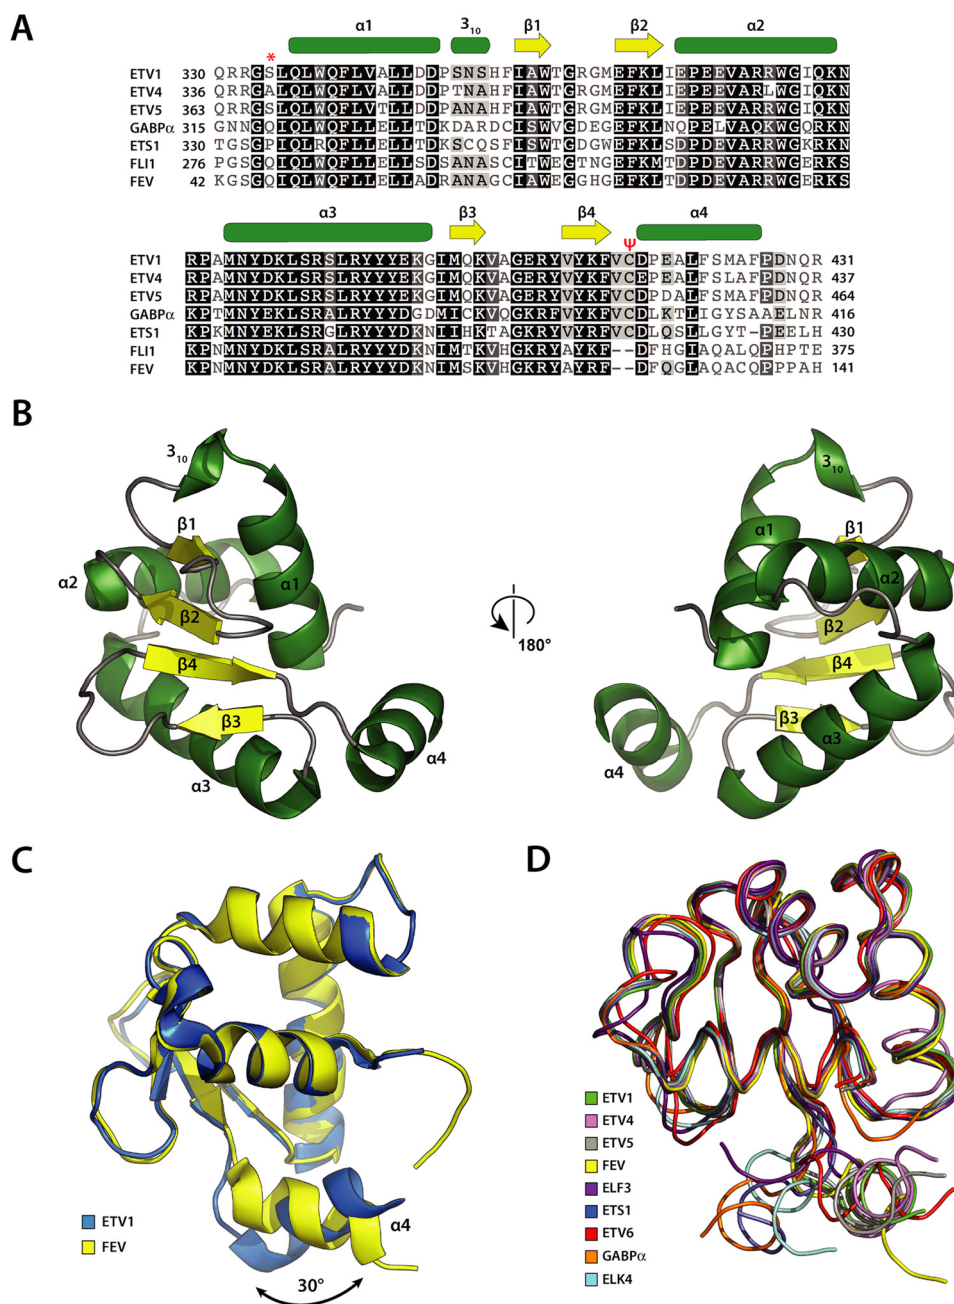 A
α1 3₁₀ β1 β2 α2
*
ETV1 330 QRRGSLQLWQFLVALLDDPSNSHFIAWTGRGMEFKLIEPEEVARRWGIQKN
ETV4 336 QRRGALQLWQFLVALLDDPTNAHFIAWTGRGMEFKLIEPEEVARLWGIQKN
ETV5 363 QRRGSLQLWQFLVTLLDDPANAHFIAWTGRGMEFKLIEPEEVARRWGIQKN
GABPα 315 GNNGQIQLWQFLLELLTDKDARDCISWVGDEGEFKLNQPELVAQKWGQRKN
ETS1 330 TGSGPIQLRQFLLELLTDKSCQSFISWTGDGWEFKLSDPDEVARRWGKRKN
FLI1 276 PGSGQIQLWQFLLELLSDSANASCITWEGTNGEFKMTDPDEVARRWGERKS
FEV 42 KGSGQIQLWQFLLELLADRANAGCIAWEGGHGEFKLTDPDEVARRWGERKS
α3 β3 β4 α4
ψ
ETV1 RPAMNYDKLSRSLRYYYEKGIMQKVAGERYVYKFVCDPEALFSMAFPDNQR 431
ETV4 RPAMNYDKLSRSLRYYYEKGIMQKVAGERYVYKFVCEPEALFSLAFPDNQR 437
ETV5 RPAMNYDKLSRSLRYYYEKGIMQKVAGERYVYKFVCDPDALFSMAFPDNQR 464
GABPα KPTMNYEKLSRALRYYYDGDMICKVQGKRFVYKFVCDLKTLIGYSAAELNR 416
ETS1 KPKMNYEKLSRGLRYYYDKNIIHKTAGKRYVYRFVCDLQSLLGYT-PEELH 430
FLI1 KPNMNYDKLSRALRYYYDKNIMTKVHGKRYAYKF--DFHGIAQALQPHPTE 375
FEV KPNMNYDKLSRALRYYYDKNIMSKVHGKRYAYRF--DFQGLAQACQPPPAH 141
B
3₁₀
β1
α2
α1
β2
β4
β3
α3
α4
180°
3₁₀
β1
α1
α2
β2
β4
β3
α3
α4
C
ETV1
FEV
α4
30°
D
ETV1
ETV4
ETV5
FEV
ELF3
ETS1
ETV6
GABPα
ELK4